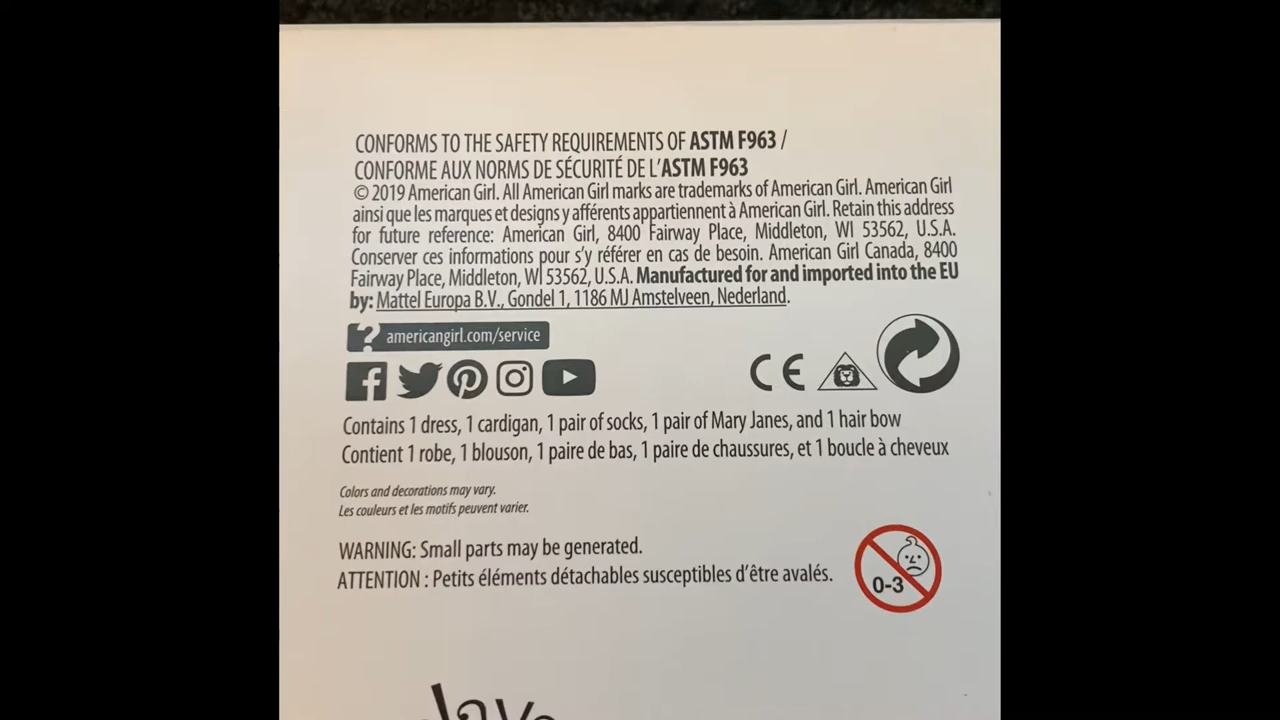 CONFORMS TO THE SAFETY REQUIREMENTS OF ASTM F963 /
CONFORME AUX NORMS DE SÉCURITÉ DE L'ASTM F963
© 2019 American Girl. All American Girl marks are trademarks of American Girl. American Girl
ainsi que les marques et designs y afférents appartiennent à American Girl. Retain this address
for future reference: American Girl, 8400 Fairway Place, Middleton, WI 53562, U.S.A.
Conserver ces informations pour s'y référer en cas de besoin. American Girl Canada, 8400
Fairway Place, Middleton, WI 53562, U.S.A. Manufactured for and imported into the EU
by: Mattel Europa B.V., Gondel 1, 1186 MJ Amstelveen, Nederland.
? americangirl.com/service
CE
Contains 1 dress, 1 cardigan, 1 pair of socks, 1 pair of Mary Janes, and 1 hair bow
Contient 1 robe, 1 blouson, 1 paire de bas, 1 paire de chaussures, et 1 boucle à cheveux
Colors and decorations may vary.
Les couleurs et les motifs peuvent varier.
WARNING: Small parts may be generated.
ATTENTION : Petits éléments détachables susceptibles d'être avalés.
0-3